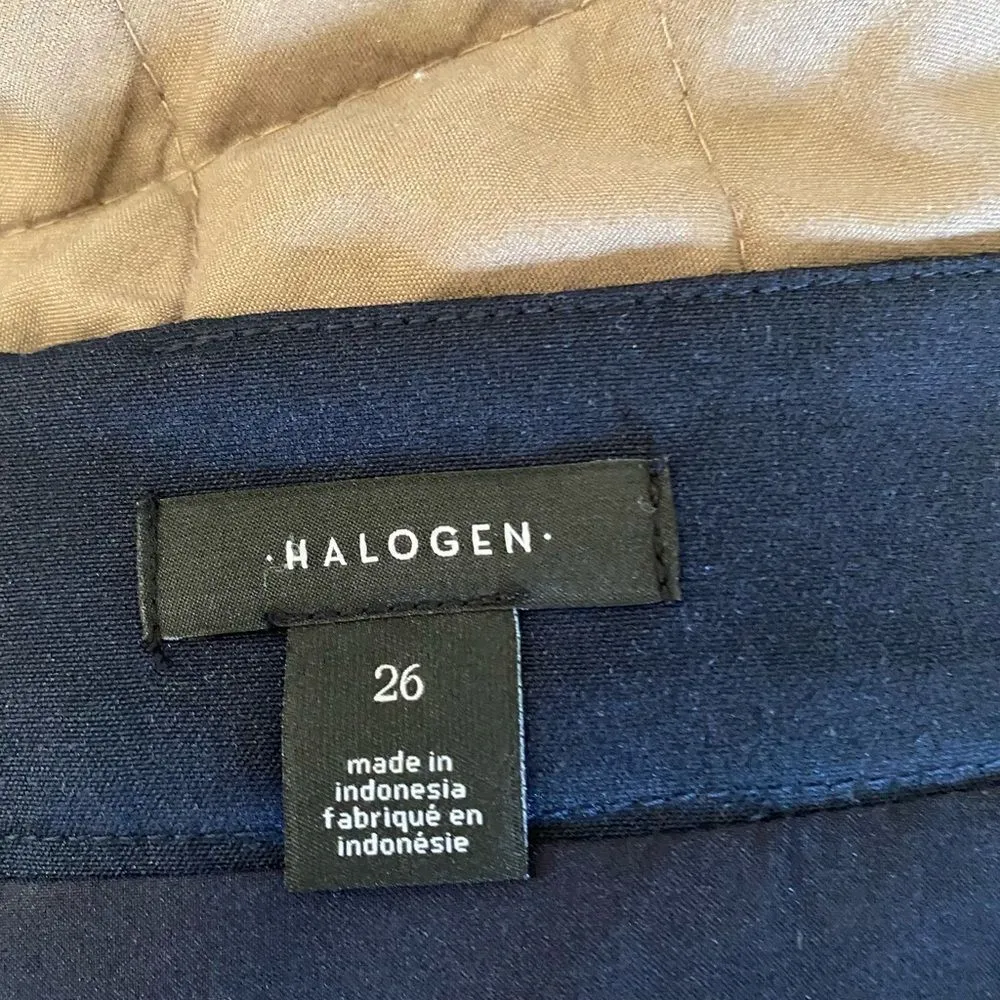 ·HALOGEN·
26
made in
indonesia
fabriqué en
indonésie